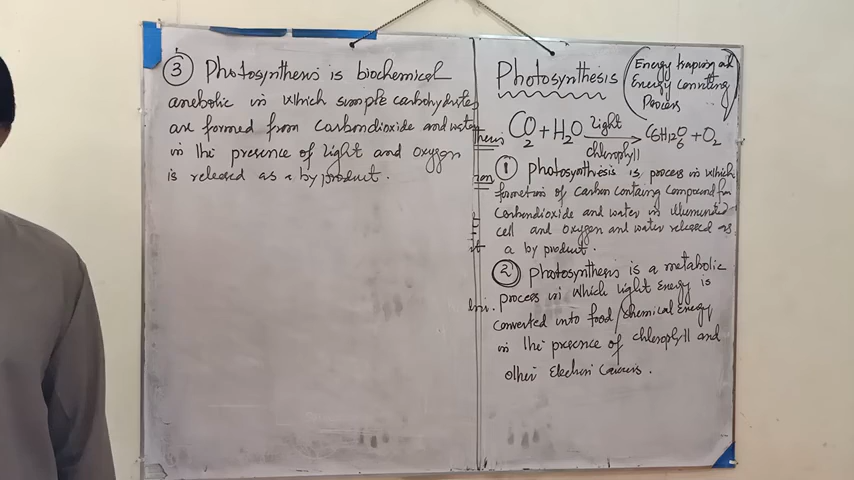 Photosynthesis
(Energy traping and
Energy converting
Process)
CO2 + H2O Light → C6H12O6 + O2
chlorophyll
① Photosynthesis is process in which
formation of carbon containg compound from
Carbondioxide and water in illuminated
cell and oxygen and water released as
a by product.
② Photosynthesis is a metabolic
process in which light energy is
converted into food/chemical energy
in the presence of chlorophyll and
other Electron Carriers.
③ Photosynthesis is biochemical
anabolic in which simple carbohydrates
are formed from Carbondioxide and water
in the presence of light and oxygen
is released as a by product.